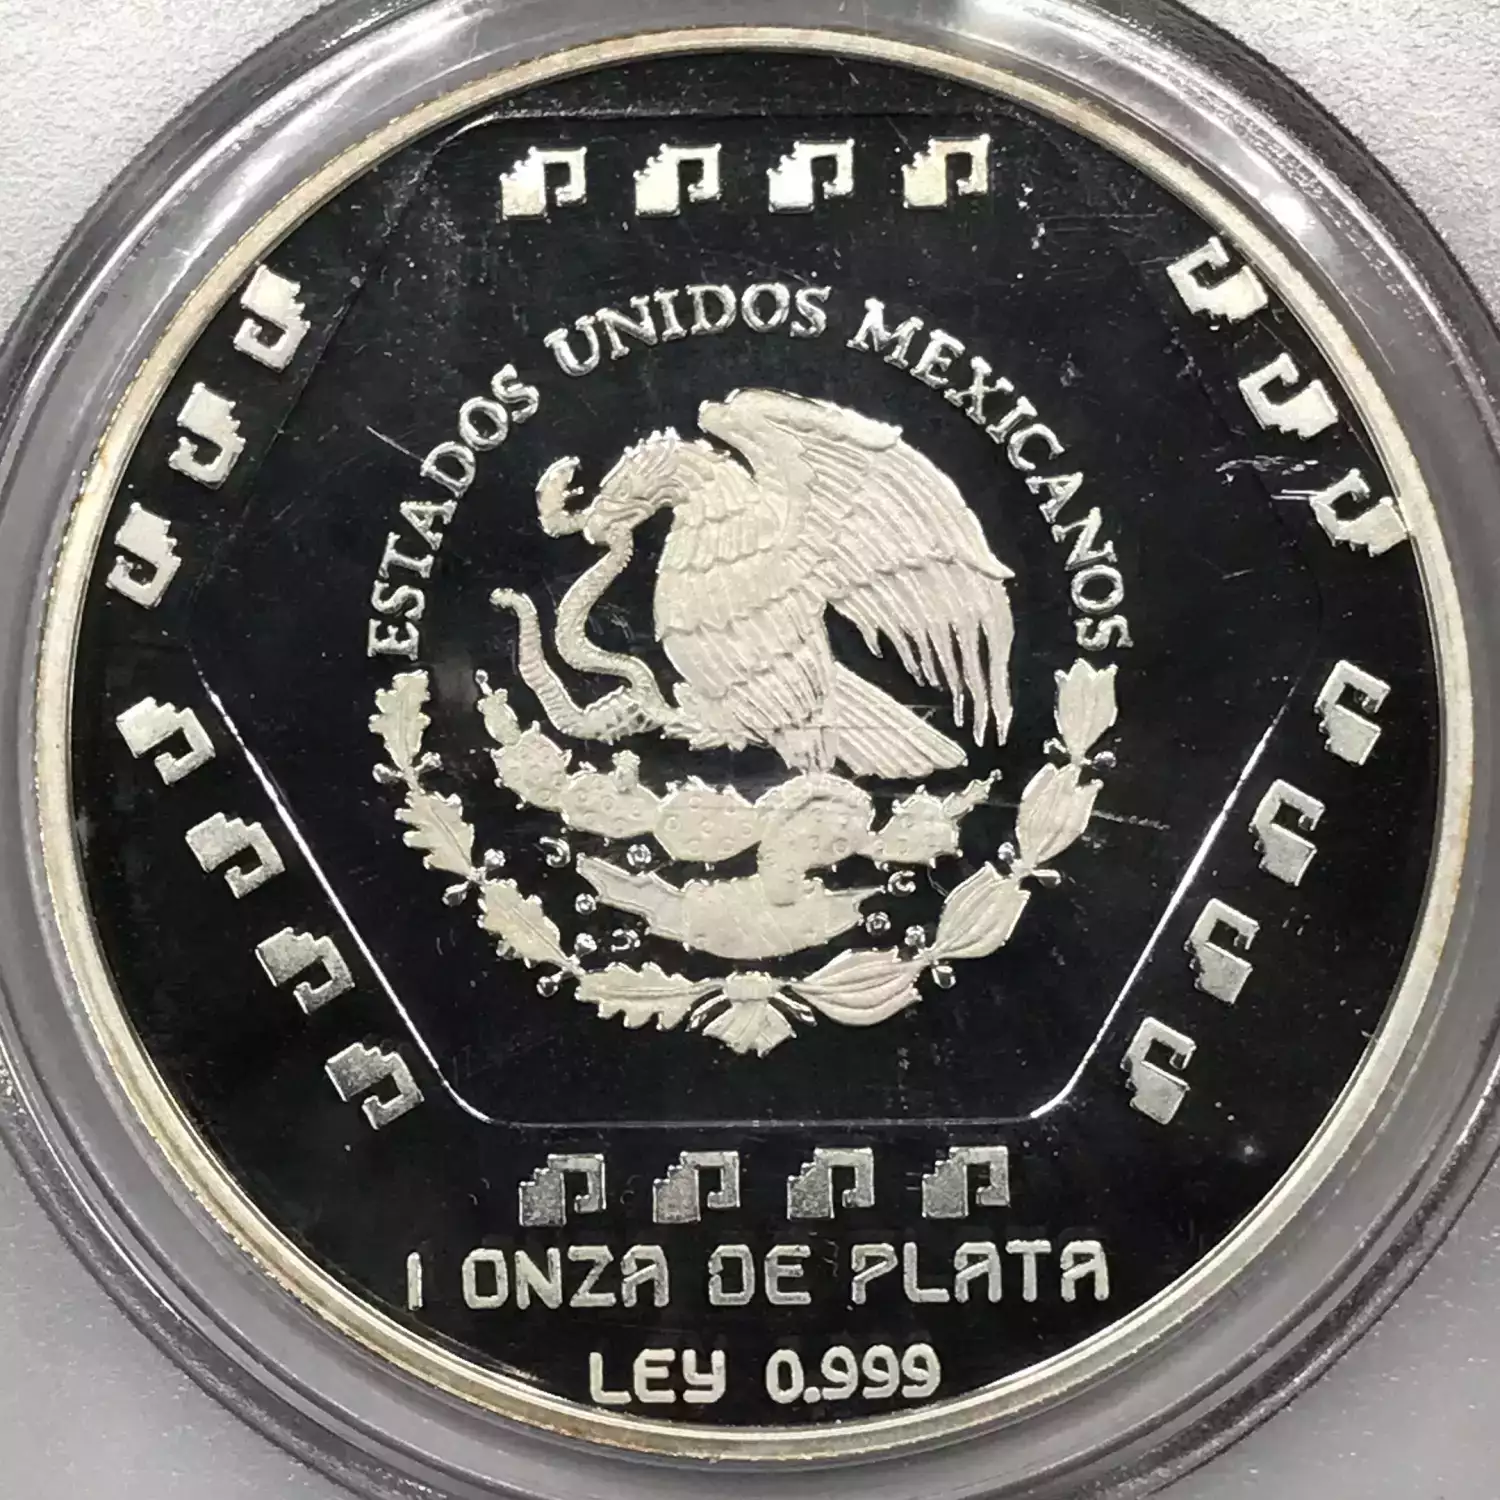 ESTADOS UNIDOS MEXICANOS
1 ONZA DE PLATA
LEY 0.999